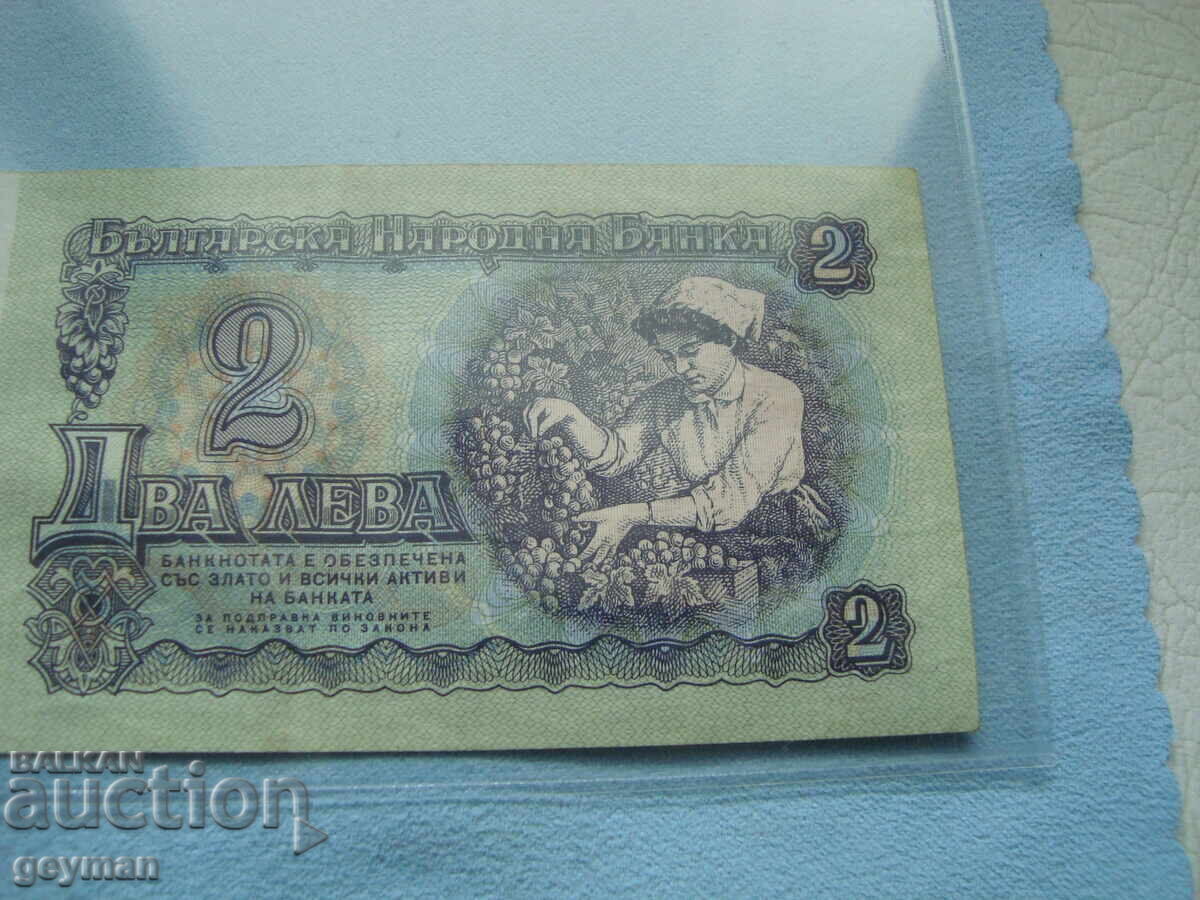 Българска Народна Банка
2
2
Два лева
БАНКНОТАТА Е ОБЕЗПЕЧЕНА
СЪС ЗЛАТО И ВСИЧКИ АКТИВИ
НА БАНКАТА
ЗА ПОДПРАВКА ВИНОВНИТЕ
СЕ НАКАЗВАТ ПО ЗАКОНА
2
BALKAN
auction
geyman